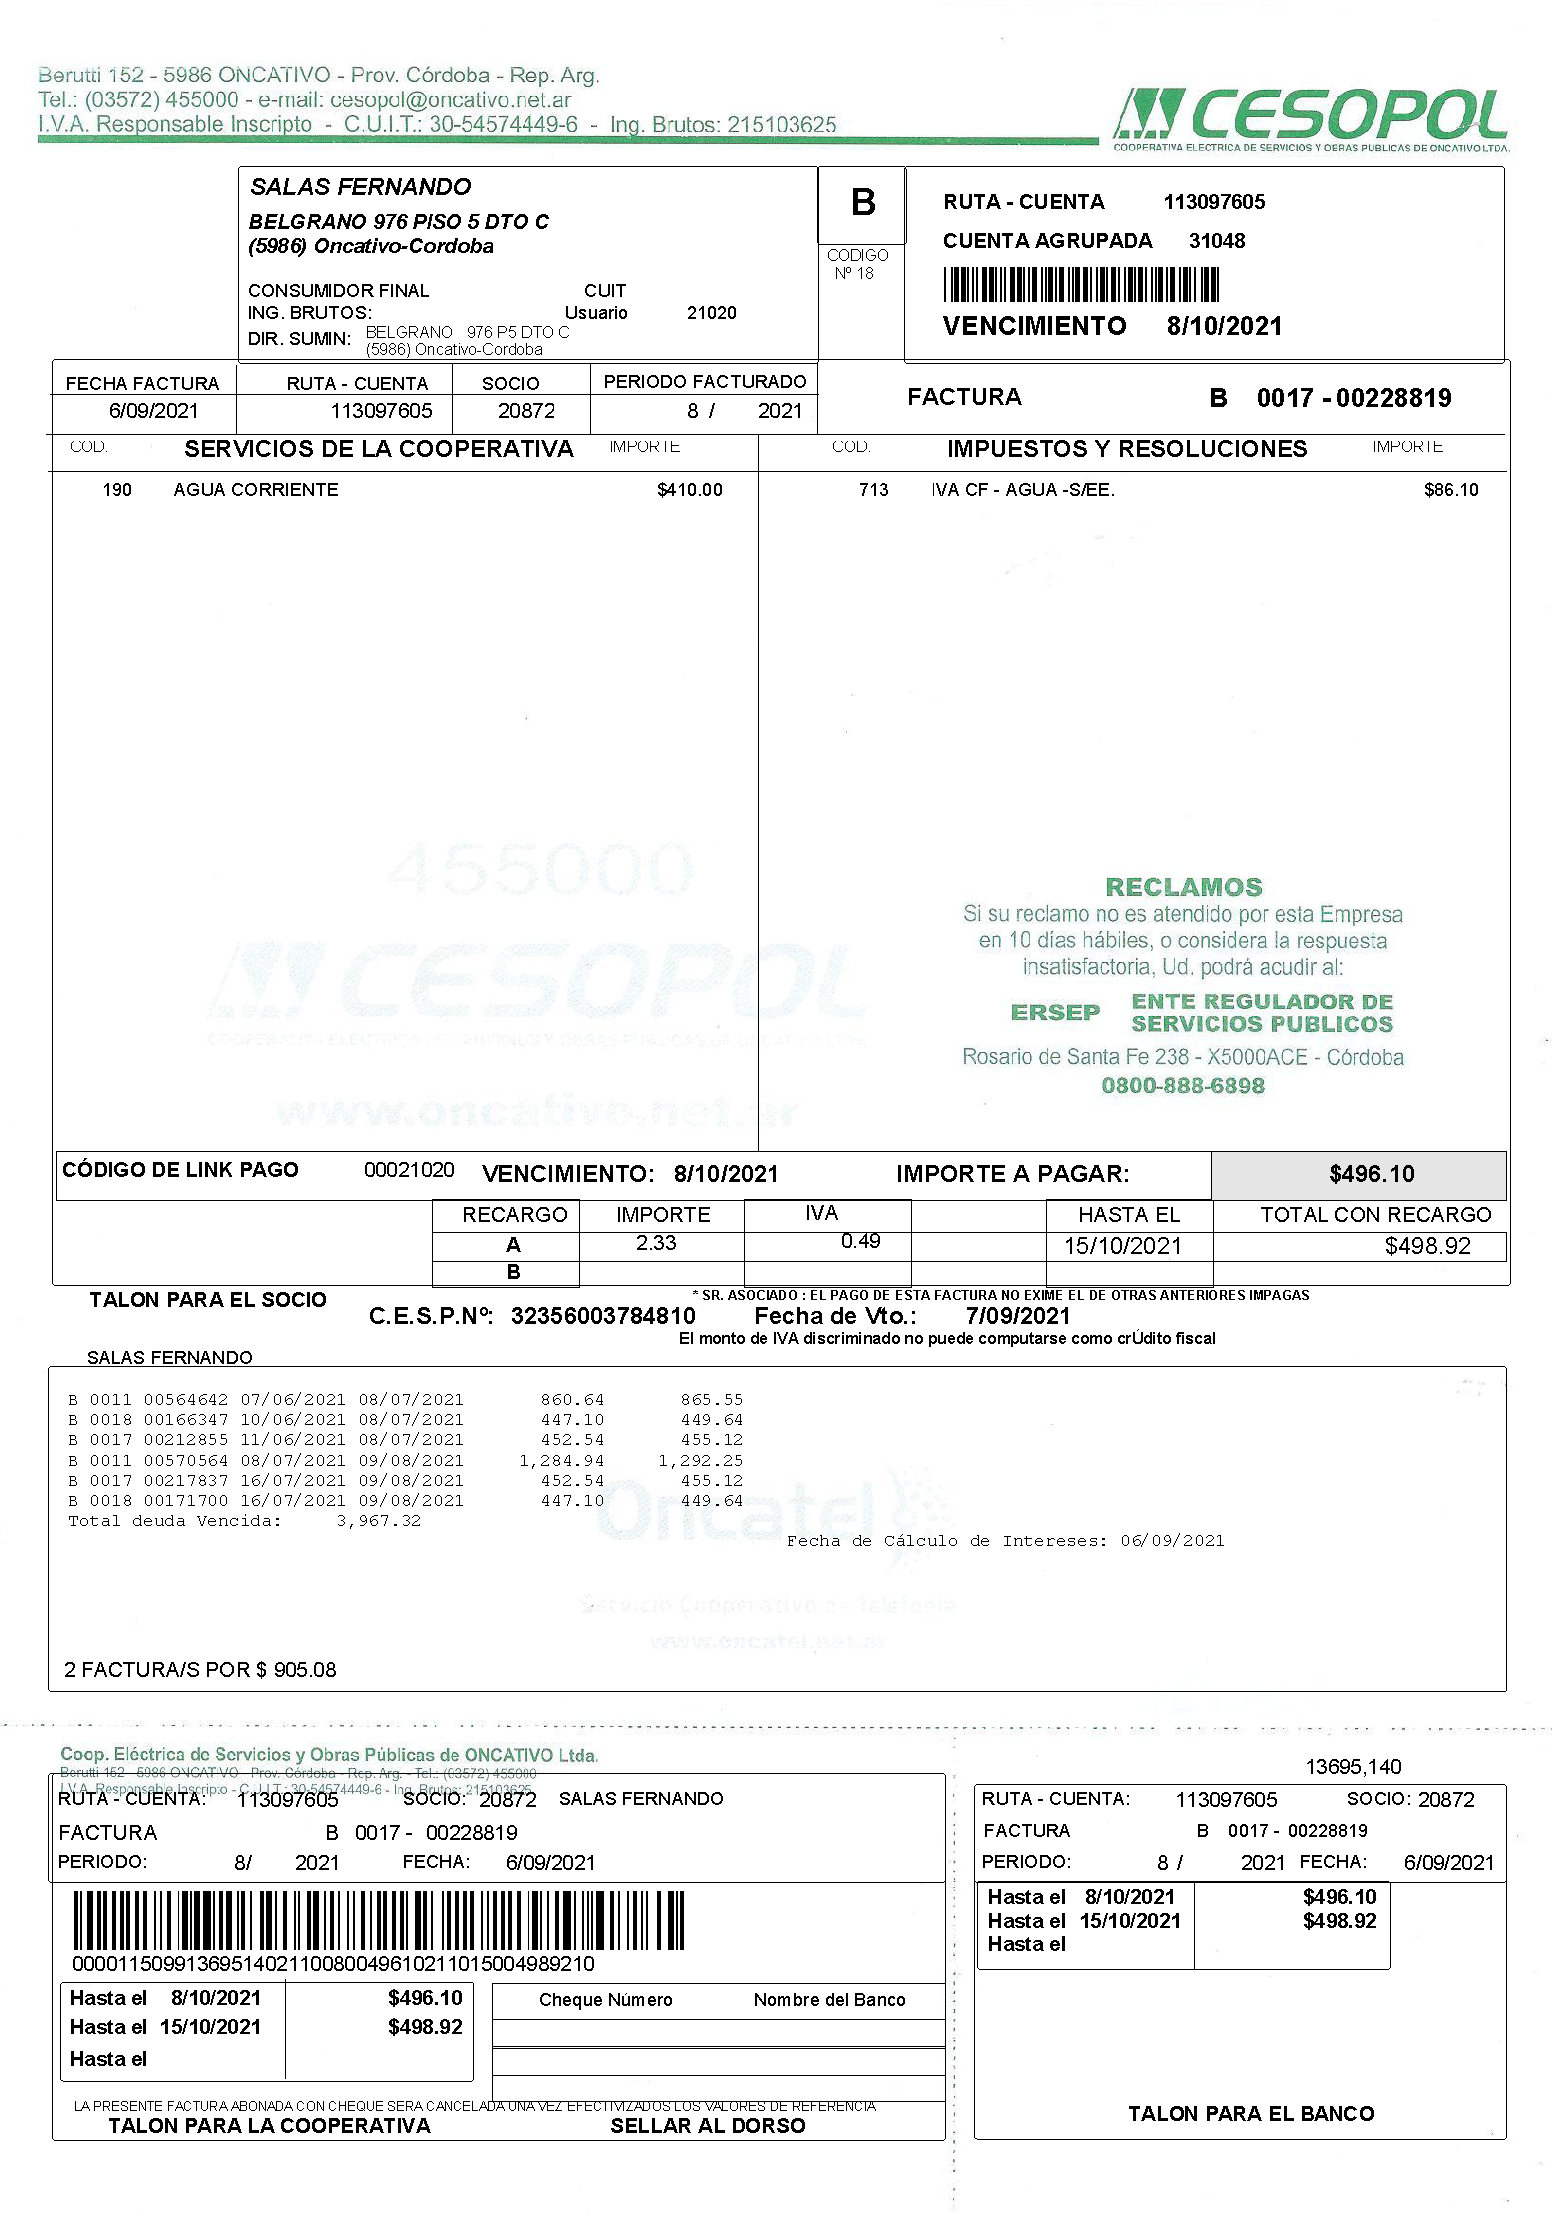 Berutti 152 - 5986 ONCATIVO - Prov. Córdoba - Rep. Arg.
Tel.: (03572) 455000 - e-mail: cesopol@oncativo.net.ar
I.V.A. Responsable Inscripto - C.U.I.T.: 30-54574449-6 - Ing. Brutos: 215103625
CESOPOL
COOPERATIVA ELECTRICA DE SERVICIOS Y OBRAS PUBLICAS DE ONCATIVO LTDA.
SALAS FERNANDO
BELGRANO 976 PISO 5 DTO C
(5986) Oncativo-Cordoba
CONSUMIDOR FINAL CUIT
ING. BRUTOS: Usuario 21020
DIR. SUMIN: BELGRANO 976 P5 DTO C
(5986) Oncativo-Cordoba
B
CODIGO
Nº 18
RUTA - CUENTA 113097605
CUENTA AGRUPADA 31048
VENCIMIENTO 8/10/2021
FECHA FACTURA RUTA - CUENTA SOCIO PERIODO FACTURADO
6/09/2021 113097605 20872 8 / 2021
FACTURA B 0017 - 00228819
COD. SERVICIOS DE LA COOPERATIVA IMPORTE COD. IMPUESTOS Y RESOLUCIONES IMPORTE
190 AGUA CORRIENTE $410.00 713 IVA CF - AGUA -S/EE. $86.10
455000
CESOPOL
COOPERATIVA ELECTRICA DE SERVICIOS Y OBRAS PUBLICAS DE ONCATIVO LTDA.
www.oncativo.net.ar
RECLAMOS
Si su reclamo no es atendido por esta Empresa
en 10 días hábiles, o considera la respuesta
insatisfactoria, Ud. podrá acudir al:
ERSEP ENTE REGULADOR DE
SERVICIOS PUBLICOS
Rosario de Santa Fe 238 - X5000ACE - Córdoba
0800-888-6898
CÓDIGO DE LINK PAGO 00021020 VENCIMIENTO: 8/10/2021 IMPORTE A PAGAR: $496.10
RECARGO IMPORTE IVA HASTA EL TOTAL CON RECARGO
A 2.33 0.49 15/10/2021 $498.92
B
TALON PARA EL SOCIO * SR. ASOCIADO : EL PAGO DE ESTA FACTURA NO EXIME EL DE OTRAS ANTERIORES IMPAGAS
C.E.S.P.Nº: 32356003784810 Fecha de Vto.: 7/09/2021
El monto de IVA discriminado no puede computarse como crÚdito fiscal
SALAS FERNANDO
B 0011 00564642 07/06/2021 08/07/2021 860.64 865.55
B 0018 00166347 10/06/2021 08/07/2021 447.10 449.64
B 0017 00212855 11/06/2021 08/07/2021 452.54 455.12
B 0011 00570564 08/07/2021 09/08/2021 1,284.94 1,292.25
B 0017 00217837 16/07/2021 09/08/2021 452.54 455.12
B 0018 00171700 16/07/2021 09/08/2021 447.10 449.64
Total deuda Vencida: 3,967.32
Oncatel
Fecha de Cálculo de Intereses: 06/09/2021
Servicio Cooperativo de Telefonía
www.oncatel.net.ar
2 FACTURA/S POR $ 905.08
Coop. Eléctrica de Servicios y Obras Públicas de ONCATIVO Ltda.
Berutti 152 - 5986 ONCATIVO - Prov. Córdoba - Rep. Arg. - Tel.: (03572) 455000
I.V.A. Responsable Inscripto - C.U.I.T.: 30-54574449-6 - Ing. Brutos: 215103625
RUTA - CUENTA: 113097605 SOCIO: 20872 SALAS FERNANDO
FACTURA B 0017 - 00228819
PERIODO: 8/ 2021 FECHA: 6/09/2021
00001150991369514021100800496102110150049892​10
Hasta el 8/10/2021 $496.10
Hasta el 15/10/2021 $498.92
Hasta el
Cheque Número Nombre del Banco
LA PRESENTE FACTURA ABONADA CON CHEQUE SERA CANCELADA UNA VEZ EFECTIVIZADOS LOS VALORES DE REFERENCIA
TALON PARA LA COOPERATIVA SELLAR AL DORSO
13695,140
RUTA - CUENTA: 113097605 SOCIO: 20872
FACTURA B 0017 - 00228819
PERIODO: 8 / 2021 FECHA: 6/09/2021
Hasta el 8/10/2021 $496.10
Hasta el 15/10/2021 $498.92
Hasta el
TALON PARA EL BANCO